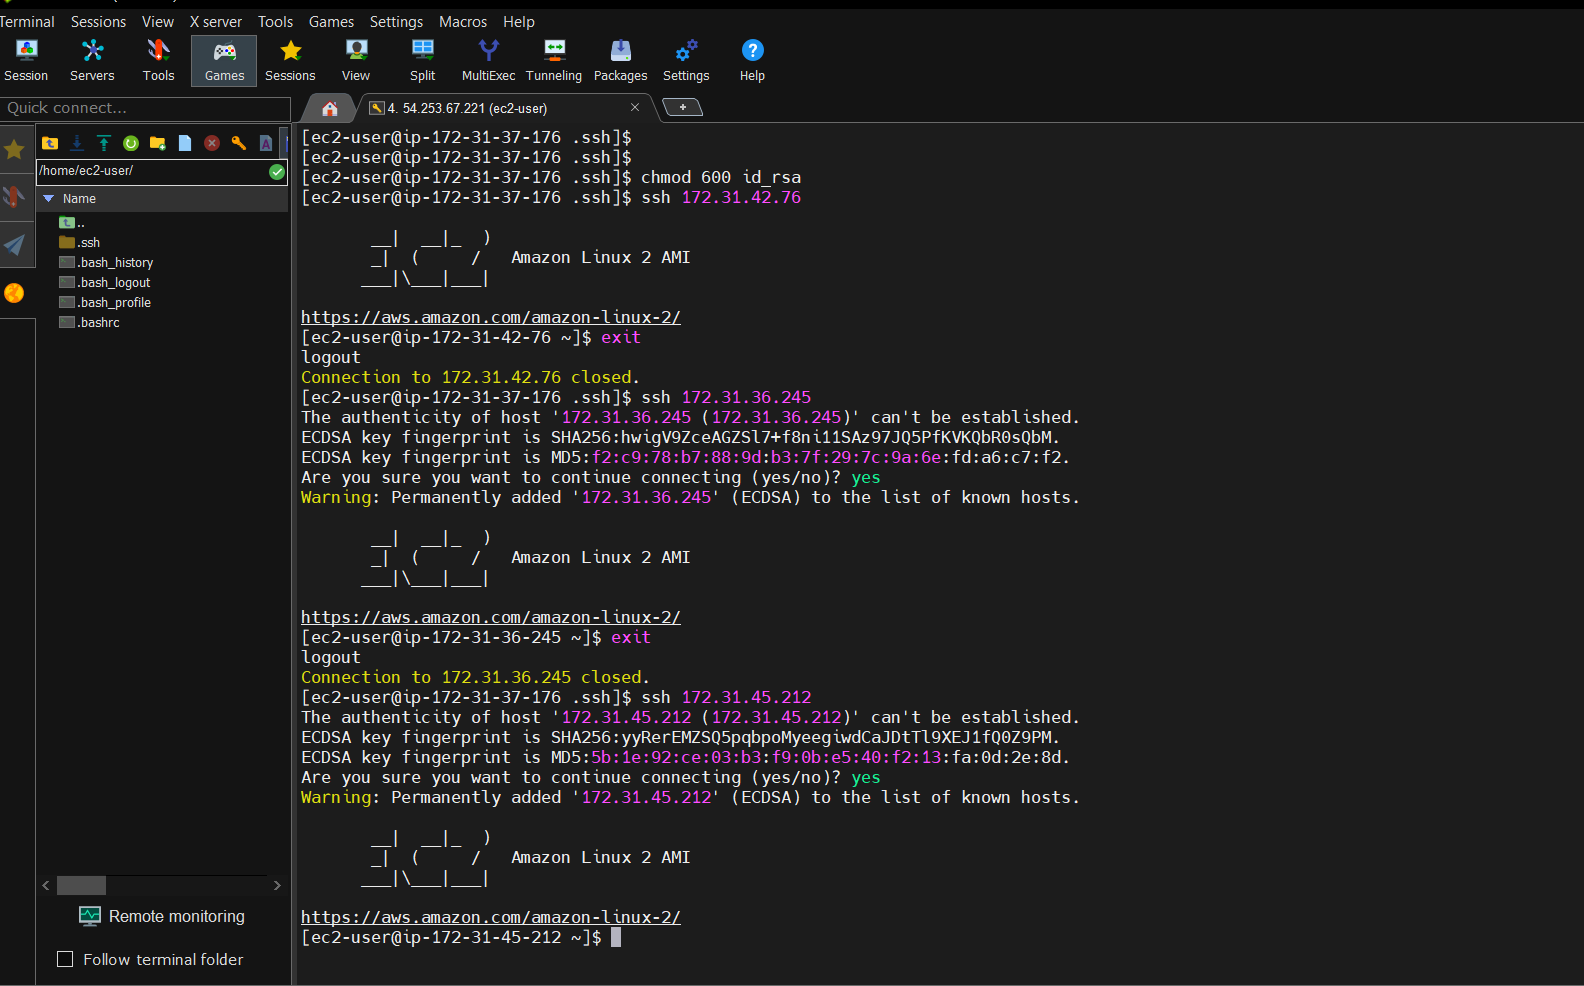 Terminal Sessions View X server Tools Games Settings Macros Help
Session Servers Tools Games Sessions View Split MultiExec Tunneling Packages Settings Help
Quick connect...
4. 54.253.67.221 (ec2-user)
/home/ec2-user/
Name
..
.ssh
.bash_history
.bash_logout
.bash_profile
.bashrc
Remote monitoring
Follow terminal folder
[ec2-user@ip-172-31-37-176 .ssh]$
[ec2-user@ip-172-31-37-176 .ssh]$
[ec2-user@ip-172-31-37-176 .ssh]$ chmod 600 id_rsa
[ec2-user@ip-172-31-37-176 .ssh]$ ssh 172.31.42.76
       __|  __|_  )
       _|  (     /   Amazon Linux 2 AMI
      ___|\___|___|
https://aws.amazon.com/amazon-linux-2/
[ec2-user@ip-172-31-42-76 ~]$ exit
logout
Connection to 172.31.42.76 closed.
[ec2-user@ip-172-31-37-176 .ssh]$ ssh 172.31.36.245
The authenticity of host '172.31.36.245 (172.31.36.245)' can't be established.
ECDSA key fingerprint is SHA256:hwigV9ZceAGZSl7+f8ni11SAz97JQ5PfKVKQbR0sQbM.
ECDSA key fingerprint is MD5:f2:c9:78:b7:88:9d:b3:7f:29:7c:9a:6e:fd:a6:c7:f2.
Are you sure you want to continue connecting (yes/no)? yes
Warning: Permanently added '172.31.36.245' (ECDSA) to the list of known hosts.
       __|  __|_  )
       _|  (     /   Amazon Linux 2 AMI
      ___|\___|___|
https://aws.amazon.com/amazon-linux-2/
[ec2-user@ip-172-31-36-245 ~]$ exit
logout
Connection to 172.31.36.245 closed.
[ec2-user@ip-172-31-37-176 .ssh]$ ssh 172.31.45.212
The authenticity of host '172.31.45.212 (172.31.45.212)' can't be established.
ECDSA key fingerprint is SHA256:yyRerEMZSQ5pqbpoMyeegiwdCaJDtTl9XEJ1fQ0Z9PM.
ECDSA key fingerprint is MD5:5b:1e:92:ce:03:b3:f9:0b:e5:40:f2:13:fa:0d:2e:8d.
Are you sure you want to continue connecting (yes/no)? yes
Warning: Permanently added '172.31.45.212' (ECDSA) to the list of known hosts.
       __|  __|_  )
       _|  (     /   Amazon Linux 2 AMI
      ___|\___|___|
https://aws.amazon.com/amazon-linux-2/
[ec2-user@ip-172-31-45-212 ~]$